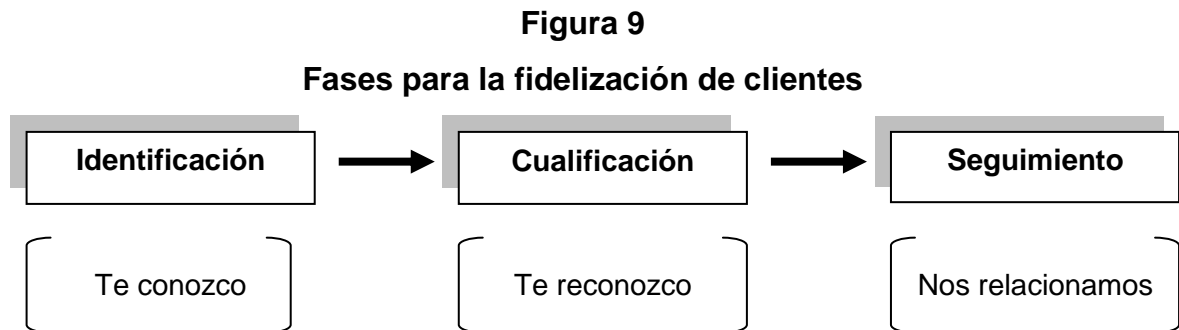 Figura 9
Fases para la fidelización de clientes
Identificación
Cualificación
Seguimiento
Te conozco
Te reconozco
Nos relacionamos